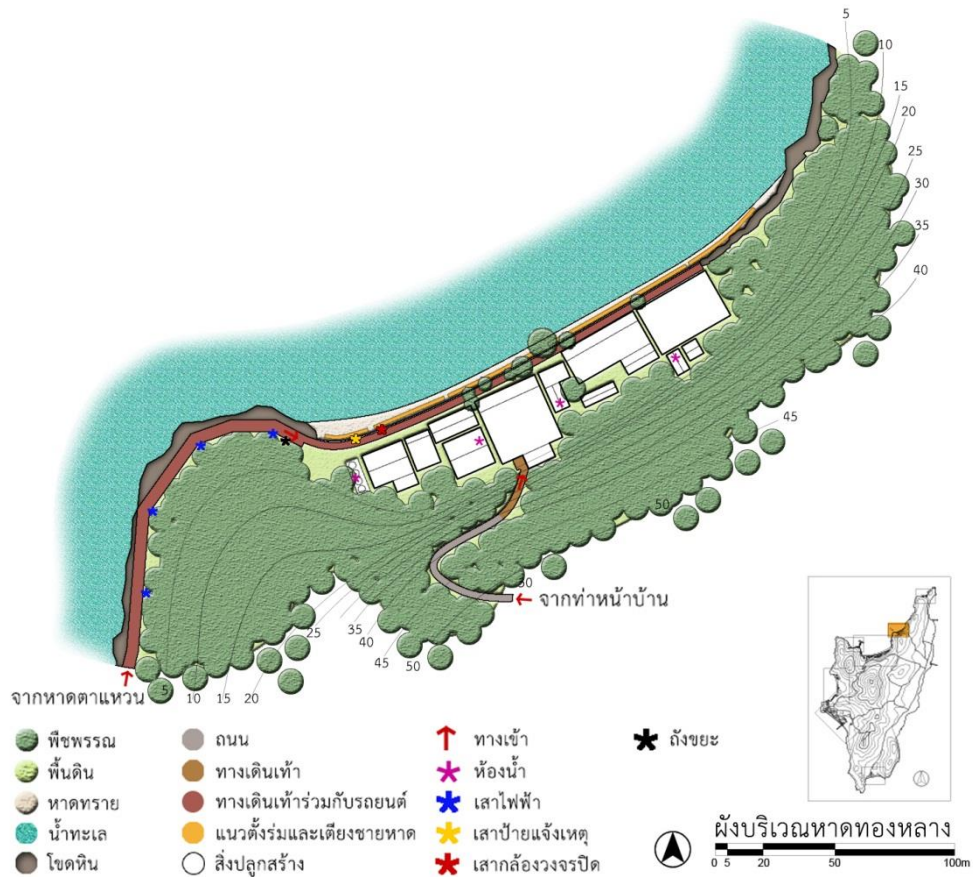 5
10
15
20
25
30
35
40
45
50
50
จากท่าหน้าบ้าน
25
35
40
45
50
5
10
15
20
จากหาดตาแหวน
พืชพรรณ
พื้นดิน
หาดทราย
น้ำทะเล
โขดหิน
ถนน
ทางเดินเท้า
ทางเดินเท้าร่วมกับรถยนต์
แนวตั้งร่มและเตียงชายหาด
สิ่งปลูกสร้าง
ทางเข้า
ห้องน้ำ
เสาไฟฟ้า
เสาป้ายแจ้งเหตุ
เสากล้องวงจรปิด
ถังขยะ
ผังบริเวณหาดทองหลาง
0 5 20 50 100m